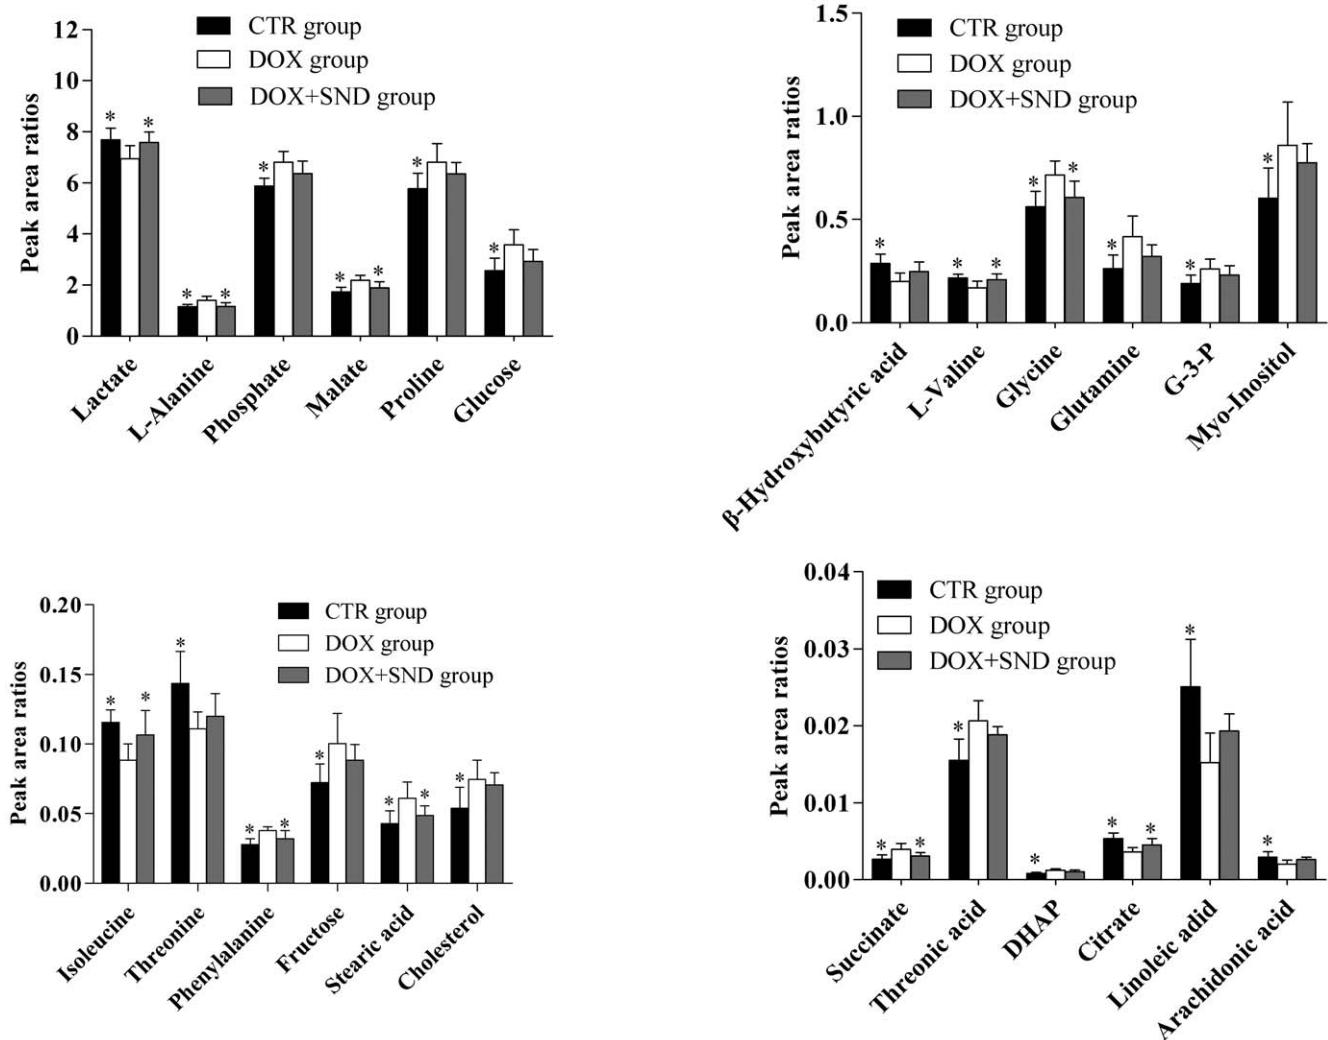 12
10
8
6
4
2
0
Peak area ratios
CTR group
DOX group
DOX+SND group
*
*
*
*
*
*
*
*
*
Lactate
L-Alanine
Phosphate
Malate
Proline
Glucose
1.5
1.0
0.5
0.0
Peak area ratios
CTR group
DOX group
DOX+SND group
*
*
*
*
*
*
*
*
β-Hydroxybutyric acid
L-Valine
Glycine
Glutamine
G-3-P
Myo-Inositol
0.20
0.15
0.10
0.05
0.00
Peak area ratios
CTR group
DOX group
DOX+SND group
*
*
*
*
*
*
*
*
*
Isoleucine
Threonine
Phenylalanine
Fructose
Stearic acid
Cholesterol
0.04
0.03
0.02
0.01
0.00
Peak area ratios
CTR group
DOX group
DOX+SND group
*
*
*
*
*
*
*
*
Succinate
Threonic acid
DHAP
Citrate
Linoleic adid
Arachidonic acid